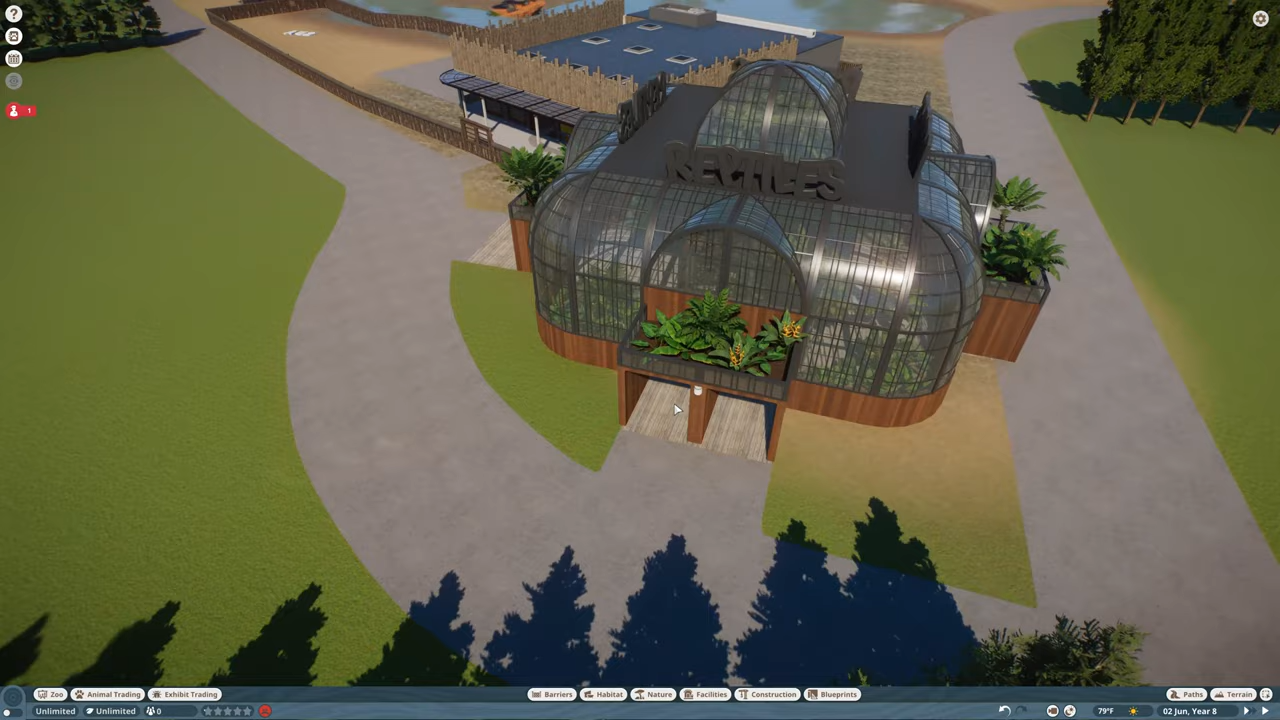 ?
1
REPTILES
Zoo
Animal Trading
Exhibit Trading
Barriers
Habitat
Nature
Facilities
Construction
Blueprints
Paths
Terrain
Unlimited
Unlimited
0
79°F
02 Jun, Year 8